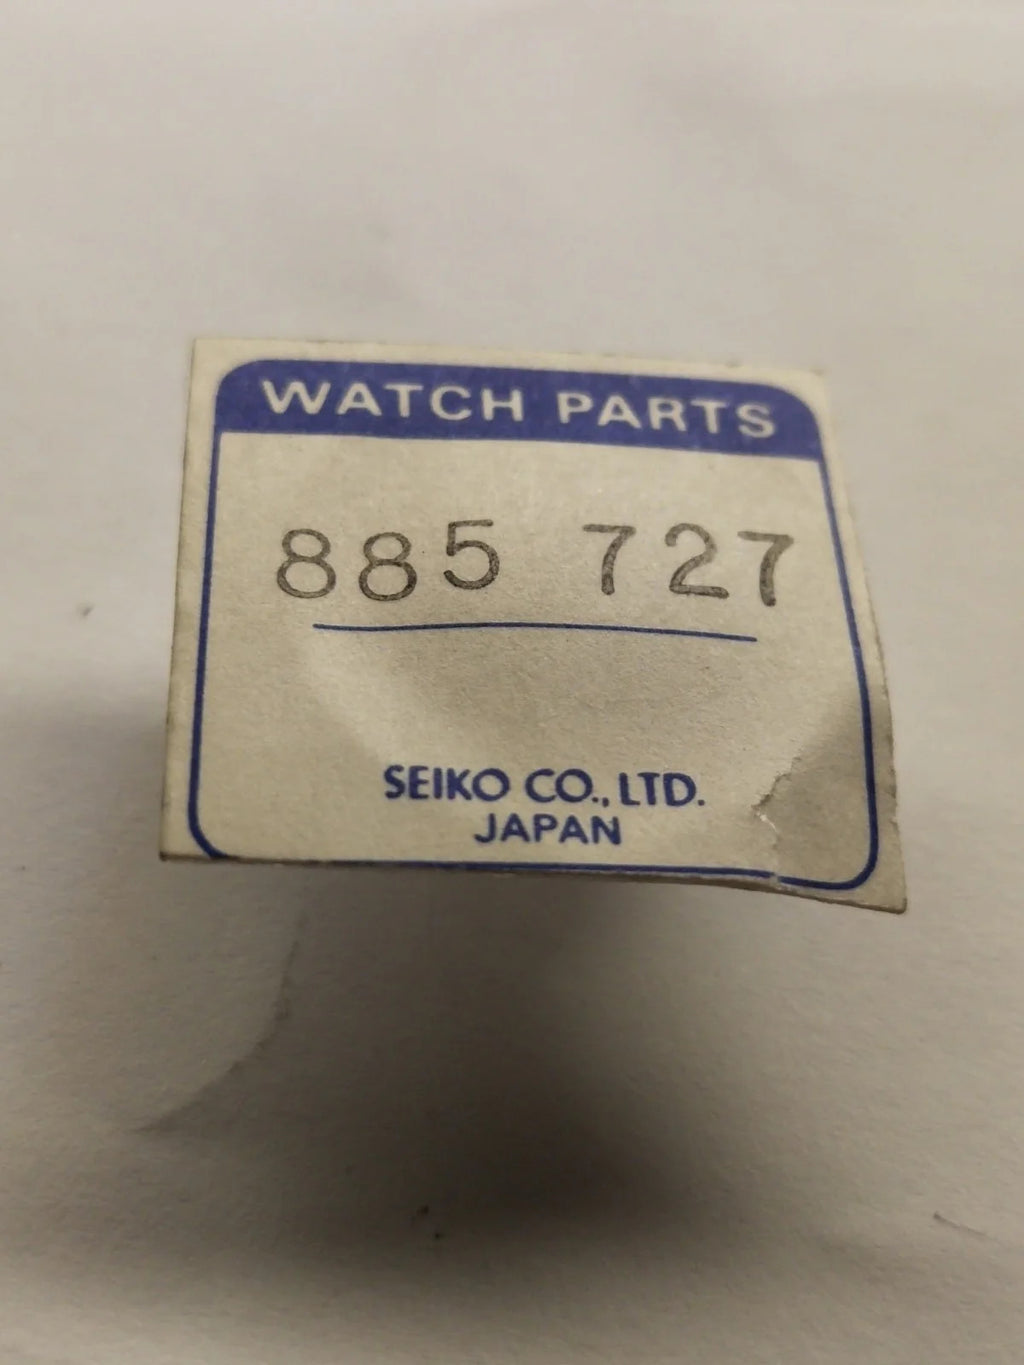 WATCH PARTS
885 727
SEIKO CO., LTD.
JAPAN